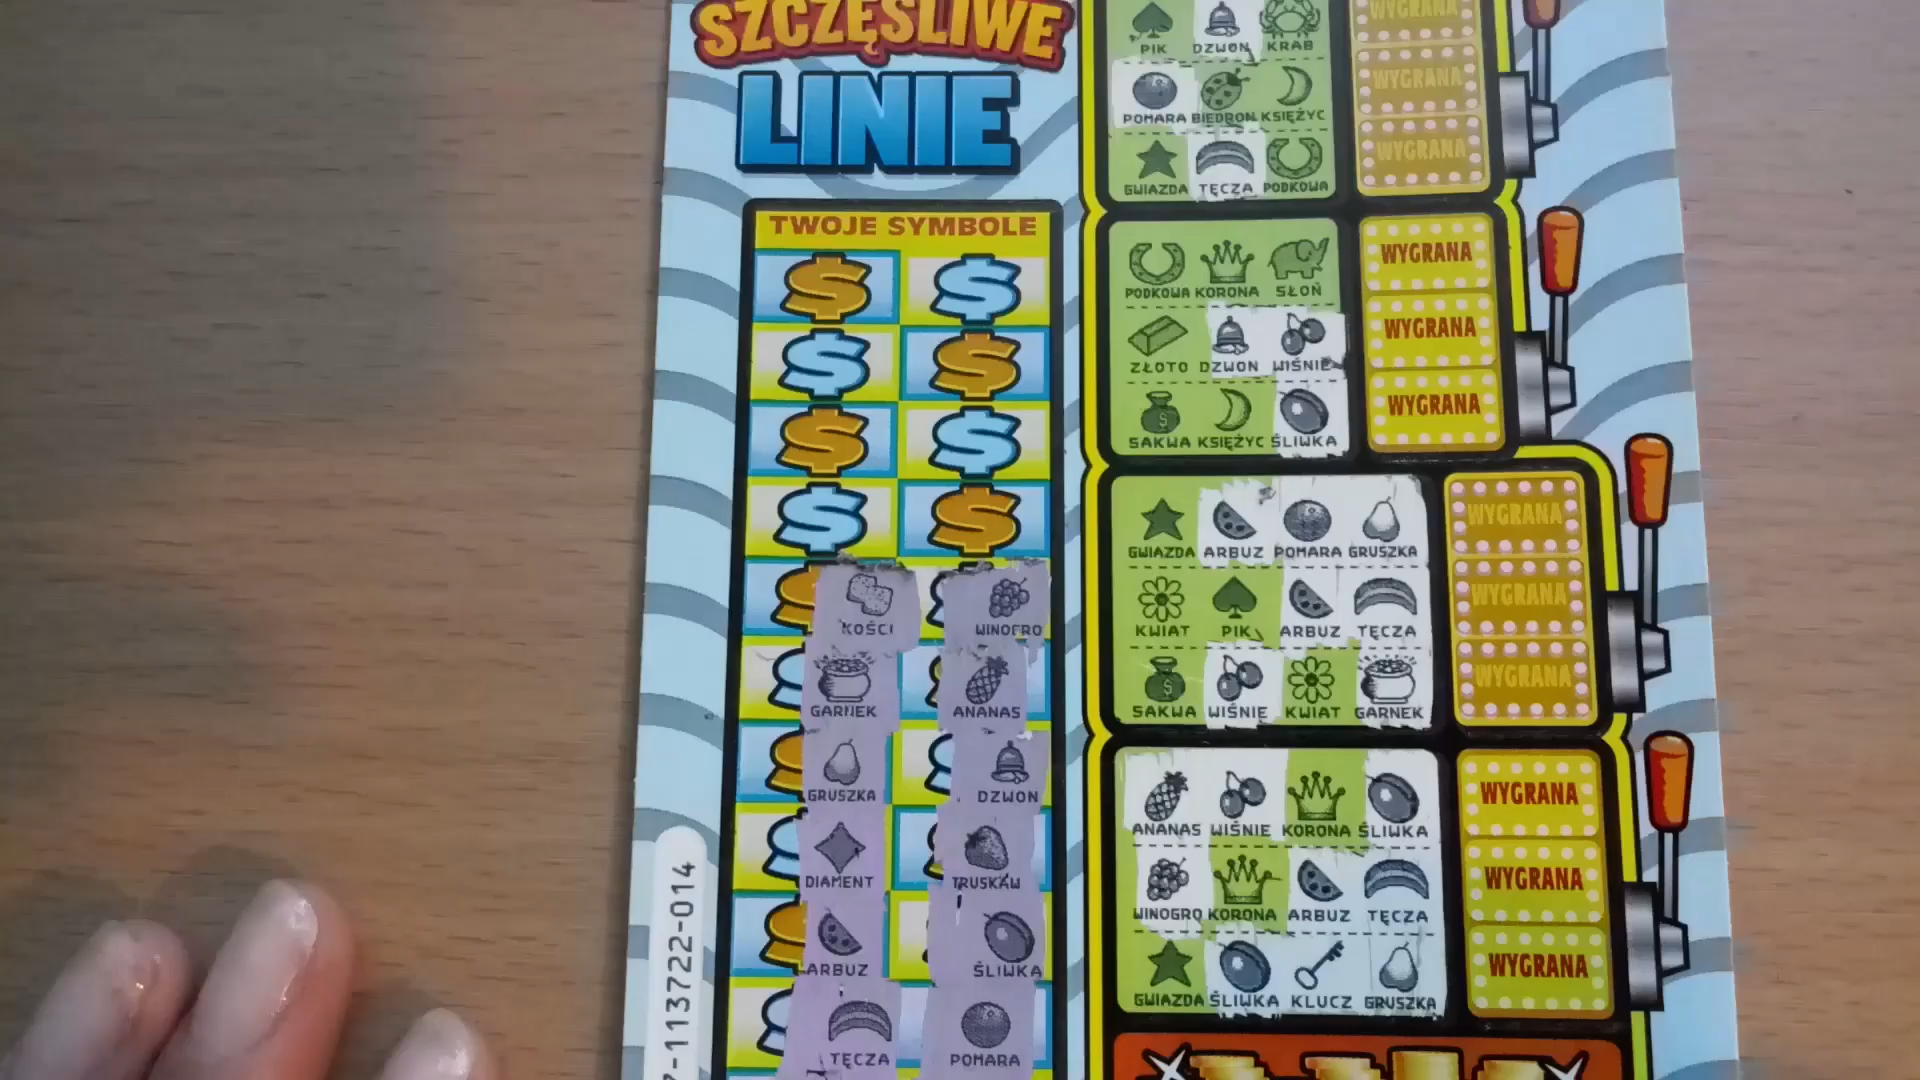 SZCZĘŚLIWE
LINIE
TWOJE SYMBOLE
KOŚCI WINOGRO
GARNEK ANANAS
GRUSZKA DZWON
DIAMENT TRUSKAW
ARBUZ ŚLIWKA
TĘCZA POMARA
7-113722-014
PIK DZWON KRAB
POMARA BIEDRON KSIĘŻYC
GWIAZDA TĘCZA PODKOWA
WYGRANA
WYGRANA
WYGRANA
PODKOWA KORONA SŁOŃ
ZŁOTO DZWON WIŚNIE
SAKWA KSIĘŻYC ŚLIWKA
WYGRANA
WYGRANA
WYGRANA
GWIAZDA ARBUZ POMARA GRUSZKA
KWIAT PIK ARBUZ TĘCZA
SAKWA WIŚNIE KWIAT GARNEK
WYGRANA
WYGRANA
WYGRANA
ANANAS WIŚNIE KORONA ŚLIWKA
WINOGRO KORONA ARBUZ TĘCZA
GWIAZDA ŚLIWKA KLUCZ GRUSZKA
WYGRANA
WYGRANA
WYGRANA